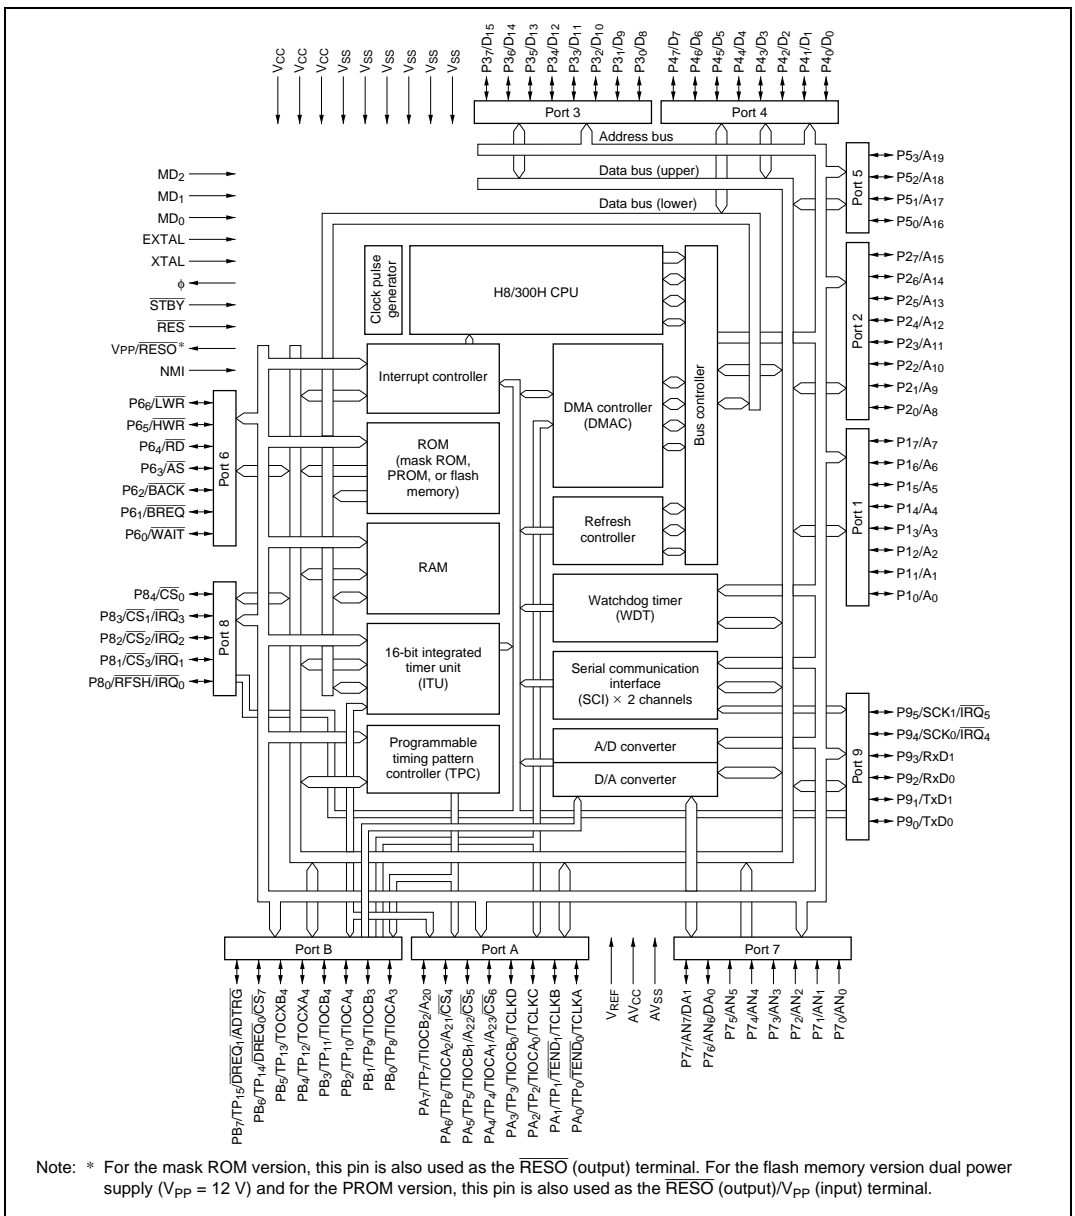 VCC
VCC
VCC
VSS
VSS
VSS
VSS
VSS
VSS
P37/D15
P36/D14
P35/D13
P34/D12
P33/D11
P32/D10
P31/D9
P30/D8
P47/D7
P46/D6
P45/D5
P44/D4
P43/D3
P42/D2
P41/D1
P40/D0
Port 3
Port 4
Address bus
Data bus (upper)
Data bus (lower)
MD2
MD1
MD0
EXTAL
XTAL
ϕ
STBY
RES
VPP/RESO*
NMI
P53/A19
P52/A18
P51/A17
P50/A16
Port 5
Clock pulse
generator
H8/300H CPU
Bus controller
P27/A15
P26/A14
P25/A13
P24/A12
P23/A11
P22/A10
P21/A9
P20/A8
Port 2
Interrupt controller
DMA controller
(DMAC)
P66/LWR
P65/HWR
P64/RD
P63/AS
P62/BACK
P61/BREQ
P60/WAIT
Port 6
ROM
(mask ROM,
PROM, or flash
memory)
Refresh
controller
P17/A7
P16/A6
P15/A5
P14/A4
P13/A3
P12/A2
P11/A1
P10/A0
Port 1
RAM
Watchdog timer
(WDT)
P84/CS0
P83/CS1/IRQ3
P82/CS2/IRQ2
P81/CS3/IRQ1
P80/RFSH/IRQ0
Port 8
16-bit integrated
timer unit
(ITU)
Serial communication
interface
(SCI) × 2 channels
Programmable
timing pattern
controller (TPC)
A/D converter
D/A converter
P95/SCK1/IRQ5
P94/SCK0/IRQ4
P93/RxD1
P92/RxD0
P91/TxD1
P90/TxD0
Port 9
Port B
Port A
Port 7
PB7/TP15/DREQ1/ADTRG
PB6/TP14/DREQ0/CS7
PB5/TP13/TOCXB4
PB4/TP12/TOCXA4
PB3/TP11/TIOCB4
PB2/TP10/TIOCA4
PB1/TP9/TIOCB3
PB0/TP8/TIOCA3
PA7/TP7/TIOCB2/A20
PA6/TP6/TIOCA2/A21/CS4
PA5/TP5/TIOCB1/A22/CS5
PA4/TP4/TIOCA1/A23/CS6
PA3/TP3/TIOCB0/TCLKD
PA2/TP2/TIOCA0/TCLKC
PA1/TP1/TEND1/TCLKB
PA0/TP0/TEND0/TCLKA
VREF
AVCC
AVSS
P77/AN7/DA1
P76/AN6/DA0
P75/AN5
P74/AN4
P73/AN3
P72/AN2
P71/AN1
P70/AN0
Note: * For the mask ROM version, this pin is also used as the RESO (output) terminal. For the flash memory version dual power
supply (VPP = 12 V) and for the PROM version, this pin is also used as the RESO (output)/VPP (input) terminal.